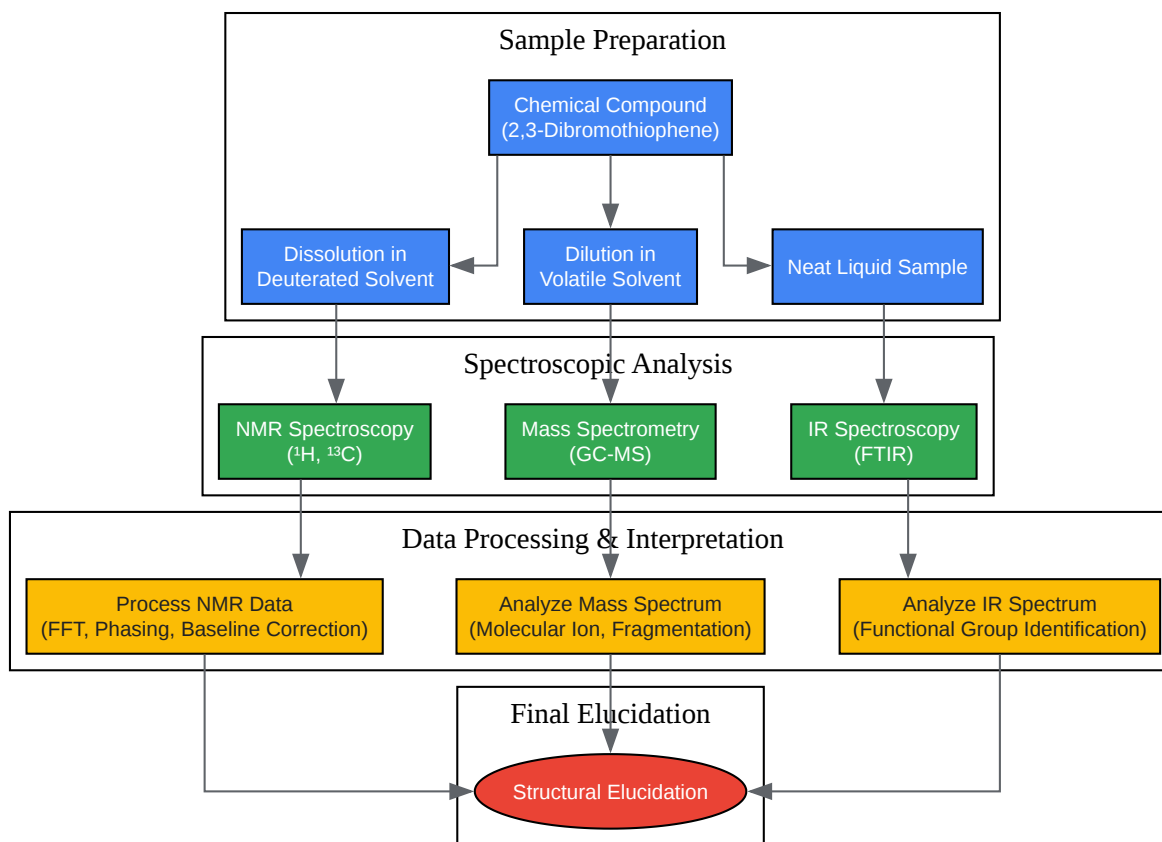 Sample Preparation
Chemical Compound
(2,3-Dibromothiophene)
Dissolution in
Deuterated Solvent
Dilution in
Volatile Solvent
Neat Liquid Sample
Spectroscopic Analysis
NMR Spectroscopy
(¹H, ¹³C)
Mass Spectrometry
(GC-MS)
IR Spectroscopy
(FTIR)
Data Processing & Interpretation
Process NMR Data
(FFT, Phasing, Baseline Correction)
Analyze Mass Spectrum
(Molecular Ion, Fragmentation)
Analyze IR Spectrum
(Functional Group Identification)
Final Elucidation
Structural Elucidation